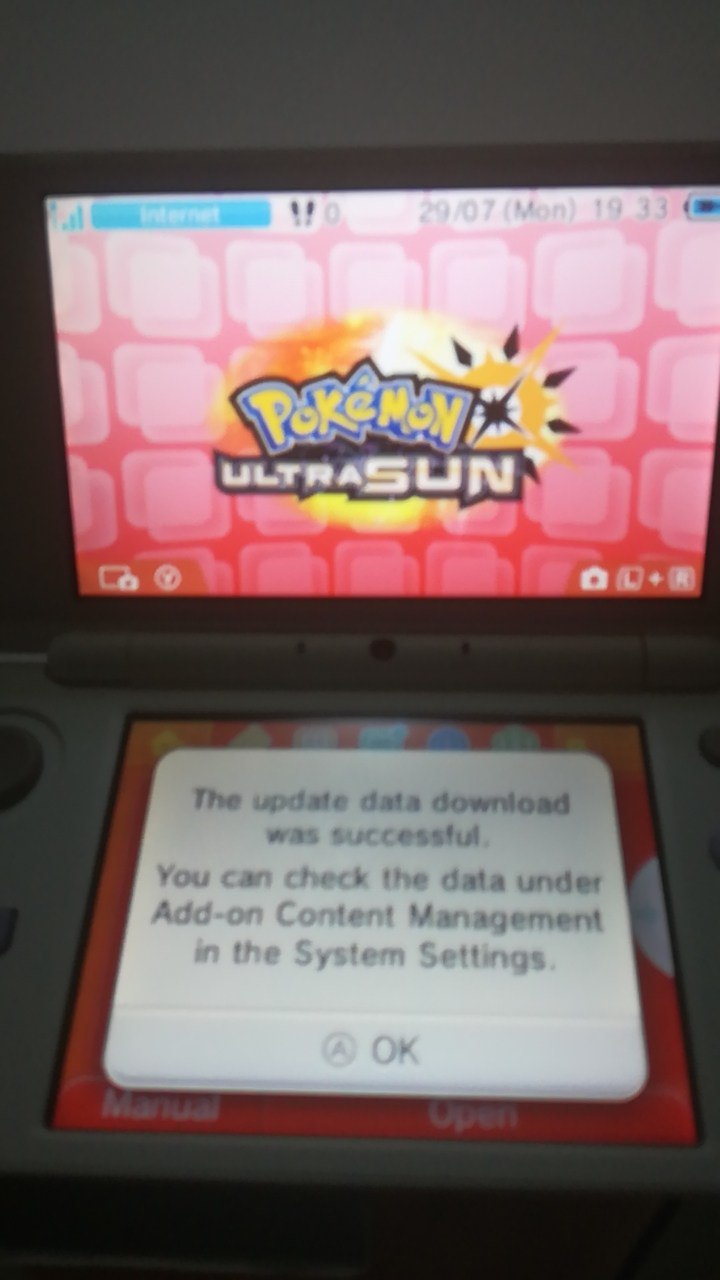 Internet 0 29/07 (Mon) 19 33
POKéMON
ULTRA SUN
Y L + R
The update data download
was successful.
You can check the data under
Add-on Content Management
in the System Settings.
A OK
Manual Open